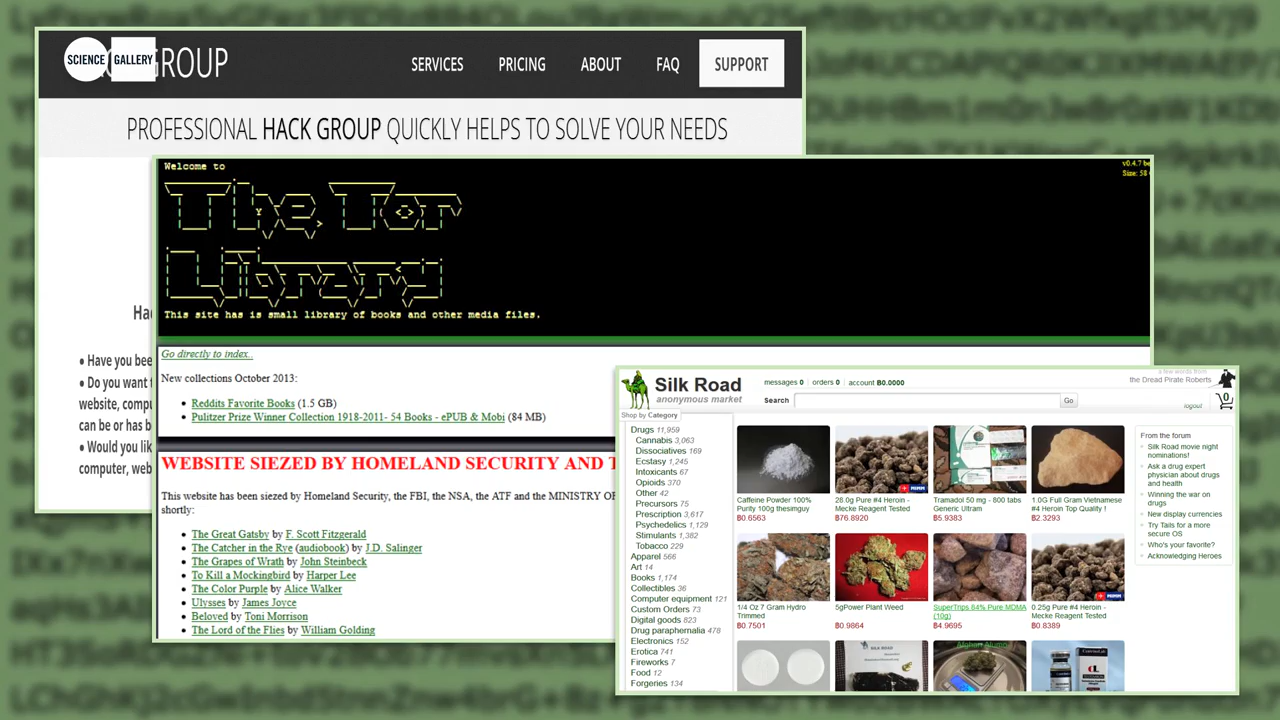 SCIENCE GALLERY
GROUP
SERVICES PRICING ABOUT FAQ SUPPORT
PROFESSIONAL HACK GROUP QUICKLY HELPS TO SOLVE YOUR NEEDS
Have you bee
Do you want
website, compu
can be or has b
Would you lik
computer, web
Welcome to
The Tor
Library
This site has is small library of books and other media files.
Go directly to index..
New collections October 2013:
Reddits Favorite Books (1.5 GB)
Pulitzer Prize Winner Collection 1918-2011- 54 Books - ePUB & Mobi (84 MB)
WEBSITE SIEZED BY HOMELAND SECURITY AND T
This website has been siezed by Homeland Security, the FBI, the NSA, the ATF and the MINISTRY OF
shortly:
The Great Gatsby by F. Scott Fitzgerald
The Catcher in the Rye (audiobook) by J.D. Salinger
The Grapes of Wrath by John Steinbeck
To Kill a Mockingbird by Harper Lee
The Color Purple by Alice Walker
Ulysses by James Joyce
Beloved by Toni Morrison
The Lord of the Flies by William Golding
Silk Road
anonymous market
messages 0 orders 0 account ฿0.0000
Search Go
a few words from
the Dread Pirate Roberts
logout
0
Shop by Category
Drugs 11,959
Cannabis 3,063
Dissociatives 169
Ecstasy 1,245
Intoxicants 67
Opioids 370
Other 42
Precursors 75
Prescription 3,617
Psychedelics 1,129
Stimulants 1,382
Tobacco 229
Apparel 566
Art 14
Books 1,174
Collectibles 36
Computer equipment 121
Custom Orders 73
Digital goods 823
Drug paraphernalia 478
Electronics 152
Erotica 741
Fireworks 7
Food 12
Forgeries 134
Caffeine Powder 100%
Purity 100g thesimguy
฿0.6563
28.0g Pure #4 Heroin -
Mecke Reagent Tested
฿76.8920
Tramadol 50 mg - 800 tabs
Generic Ultram
฿5.9383
1.0G Full Gram Vietnamese
#4 Heroin Top Quality !
฿2.3293
1/4 Oz 7 Gram Hydro
Trimmed
฿0.7501
5gPower Plant Weed
฿0.9864
SuperTrips 84% Pure MDMA
(10g)
฿4.9695
0.25g Pure #4 Heroin -
Mecke Reagent Tested
฿0.8389
SILK ROAD
From the forum
Silk Road movie night
nominations!
Ask a drug expert
physician about drugs
and health
Winning the war on
drugs
New display currencies
Try Tails for a more
secure OS
Who's your favorite?
Acknowledging Heroes